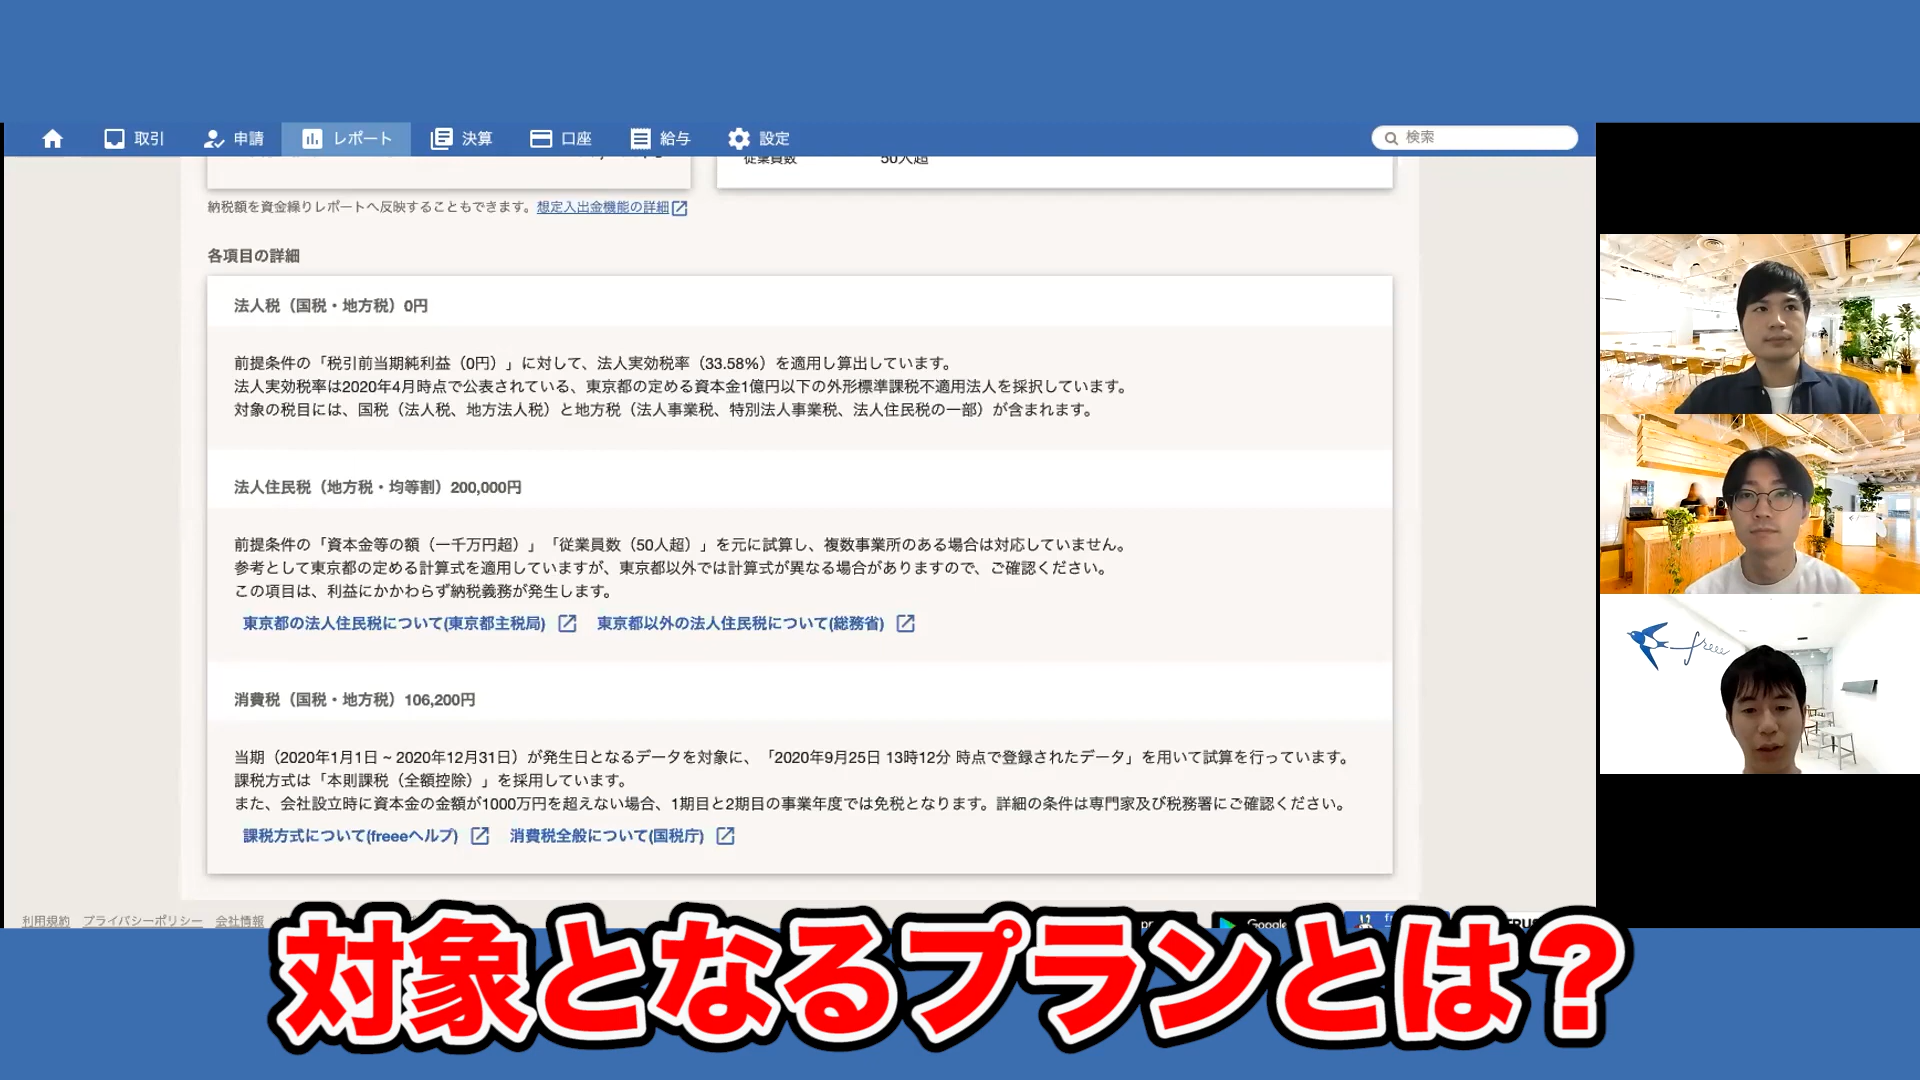 取引 申請 レポート 決算 口座 給与 設定 検索
従業員数 50人超
納税額を資金繰りレポートへ反映することもできます。想定入出金機能の詳細
各項目の詳細
法人税（国税・地方税）0円
前提条件の「税引前当期純利益（0円）」に対して、法人実効税率（33.58%）を適用し算出しています。
法人実効税率は2020年4月時点で公表されている、東京都の定める資本金1億円以下の外形標準課税不適用法人を採択しています。
対象の税目には、国税（法人税、地方法人税）と地方税（法人事業税、特別法人事業税、法人住民税の一部）が含まれます。
法人住民税（地方税・均等割）200,000円
前提条件の「資本金等の額（一千万円超）」「従業員数（50人超）」を元に試算し、複数事業所のある場合は対応していません。
参考として東京都の定める計算式を適用していますが、東京都以外では計算式が異なる場合がありますので、ご確認ください。
この項目は、利益にかかわらず納税義務が発生します。
東京都の法人住民税について(東京都主税局) 東京都以外の法人住民税について(総務省)
消費税（国税・地方税）106,200円
当期（2020年1月1日 ~ 2020年12月31日）が発生日となるデータを対象に、「2020年9月25日 13時12分 時点で登録されたデータ」を用いて試算を行っています。
課税方式は「本則課税（全額控除）」を採用しています。
また、会社設立時に資本金の金額が1000万円を超えない場合、1期目と2期目の事業年度では免税となります。詳細の条件は専門家及び税務署にご確認ください。
課税方式について(freeeヘルプ) 消費税全般について(国税庁)
利用規約 プライバシーポリシー 会社情報
Google
対象となるプランとは？
freee